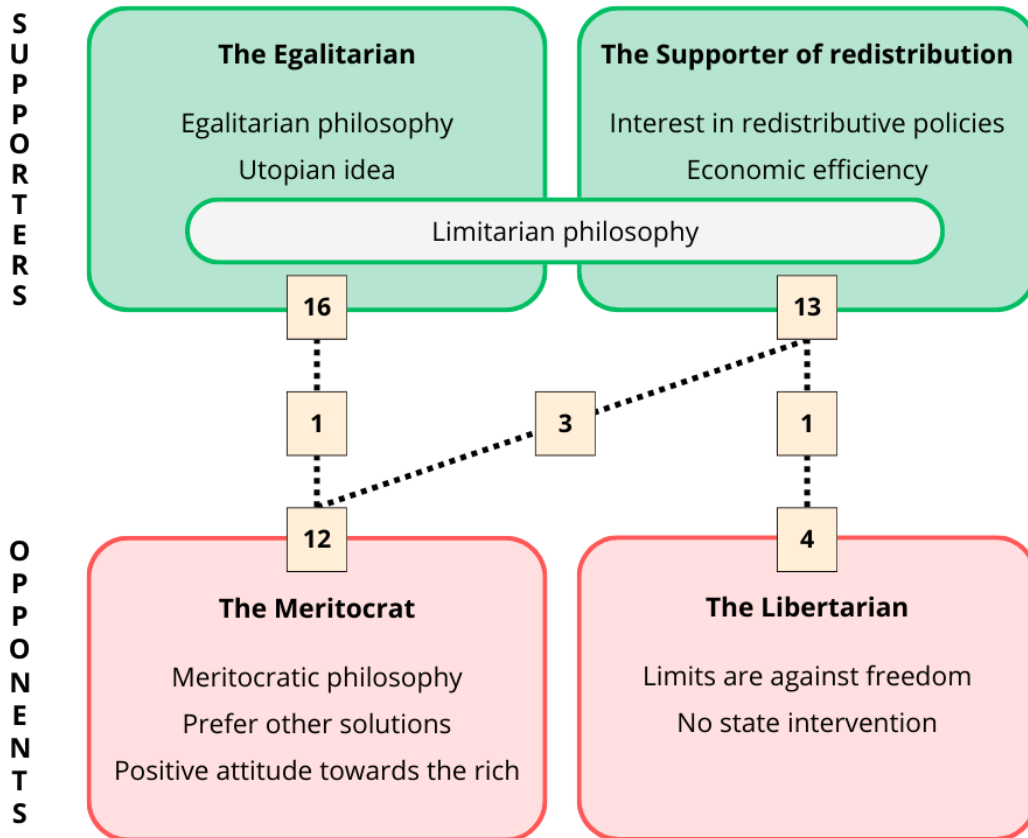 SUPPORTERS
The Egalitarian
Egalitarian philosophy
Utopian idea
The Supporter of redistribution
Interest in redistributive policies
Economic efficiency
Limitarian philosophy
16
13
1
3
1
12
4
OPPONENTS
The Meritocrat
Meritocratic philosophy
Prefer other solutions
Positive attitude towards the rich
The Libertarian
Limits are against freedom
No state intervention